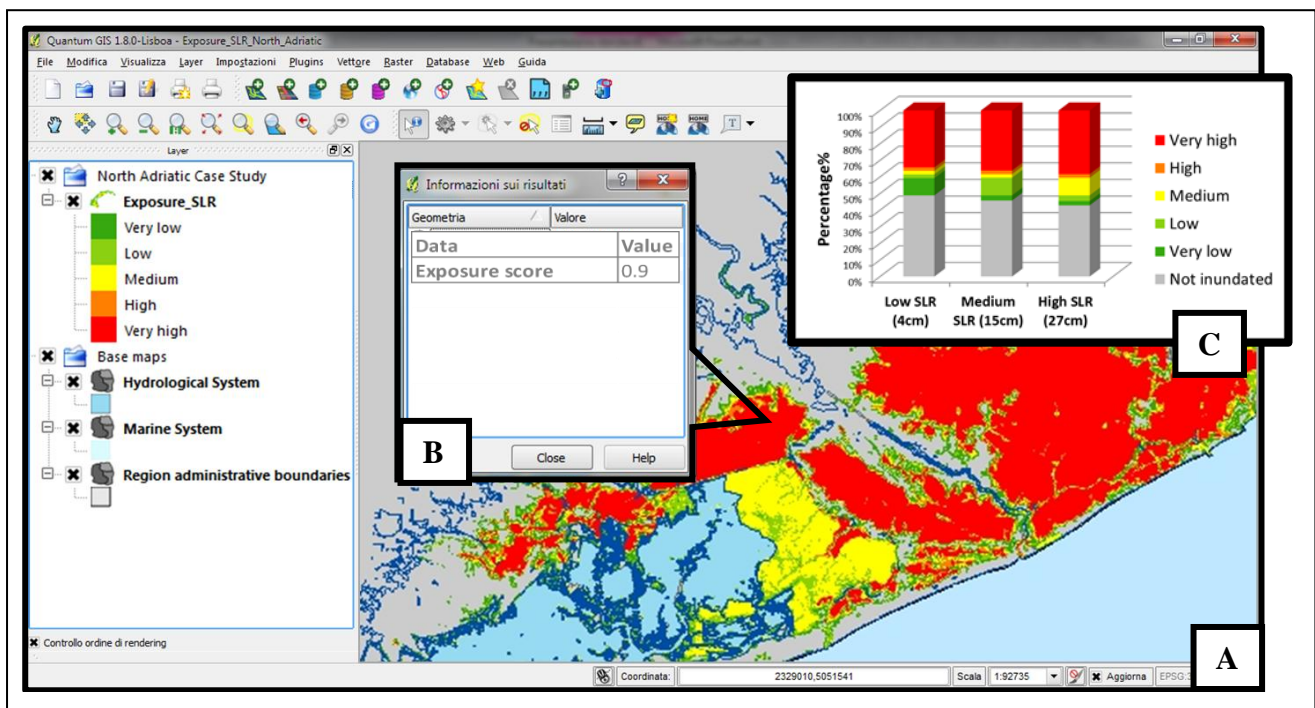 Quantum GIS 1.8.0-Lisboa - Exposure_SLR_North_Adriatic
File Modifica Visualizza Layer Impostazioni Plugins Vettore Raster Database Web Guida
Layer
North Adriatic Case Study
Exposure_SLR
Very low
Low
Medium
High
Very high
Base maps
Hydrological System
Marine System
Region administrative boundaries
Controllo ordine di rendering
Informazioni sui risultati
Geometria Valore
Data Value
Exposure score 0.9
Close Help
B
Percentage%
100%
90%
80%
70%
60%
50%
40%
30%
20%
10%
0%
Low SLR (4cm)
Medium SLR (15cm)
High SLR (27cm)
Very high
High
Medium
Low
Very low
Not inundated
C
A
Coordinata: 2329010,5051541 Scala 1:92735 Aggiorna